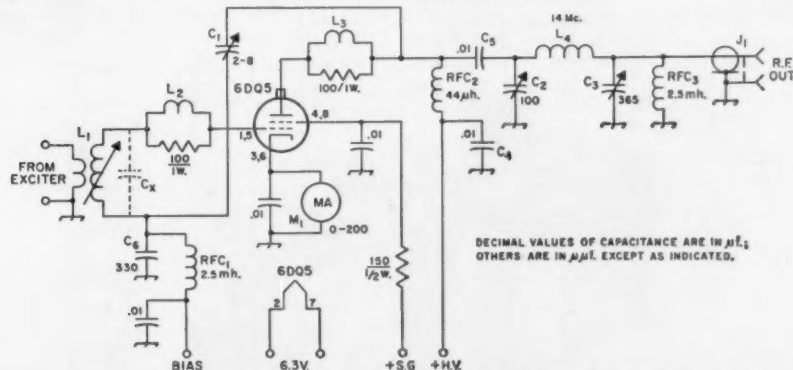 14 Mc.
C1
2-8
L3
100/1W.
C5
.01
L4
J1
R.F.
OUT
L2
6DQ5
4,8
1,5
3,6
RFC2
44μh.
C2
100
C3
365
RFC3
2.5mh.
L1
100
1W.
FROM
EXCITER
CX
.01
.01
C4
.01
M1
MA
0-200
C6
330
RFC1
2.5mh.
150
1/2W.
DECIMAL VALUES OF CAPACITANCE ARE IN μf.;
OTHERS ARE IN μμf. EXCEPT AS INDICATED.
.01
6DQ5
2
7
BIAS
6.3V.
+S.G
+H.V.